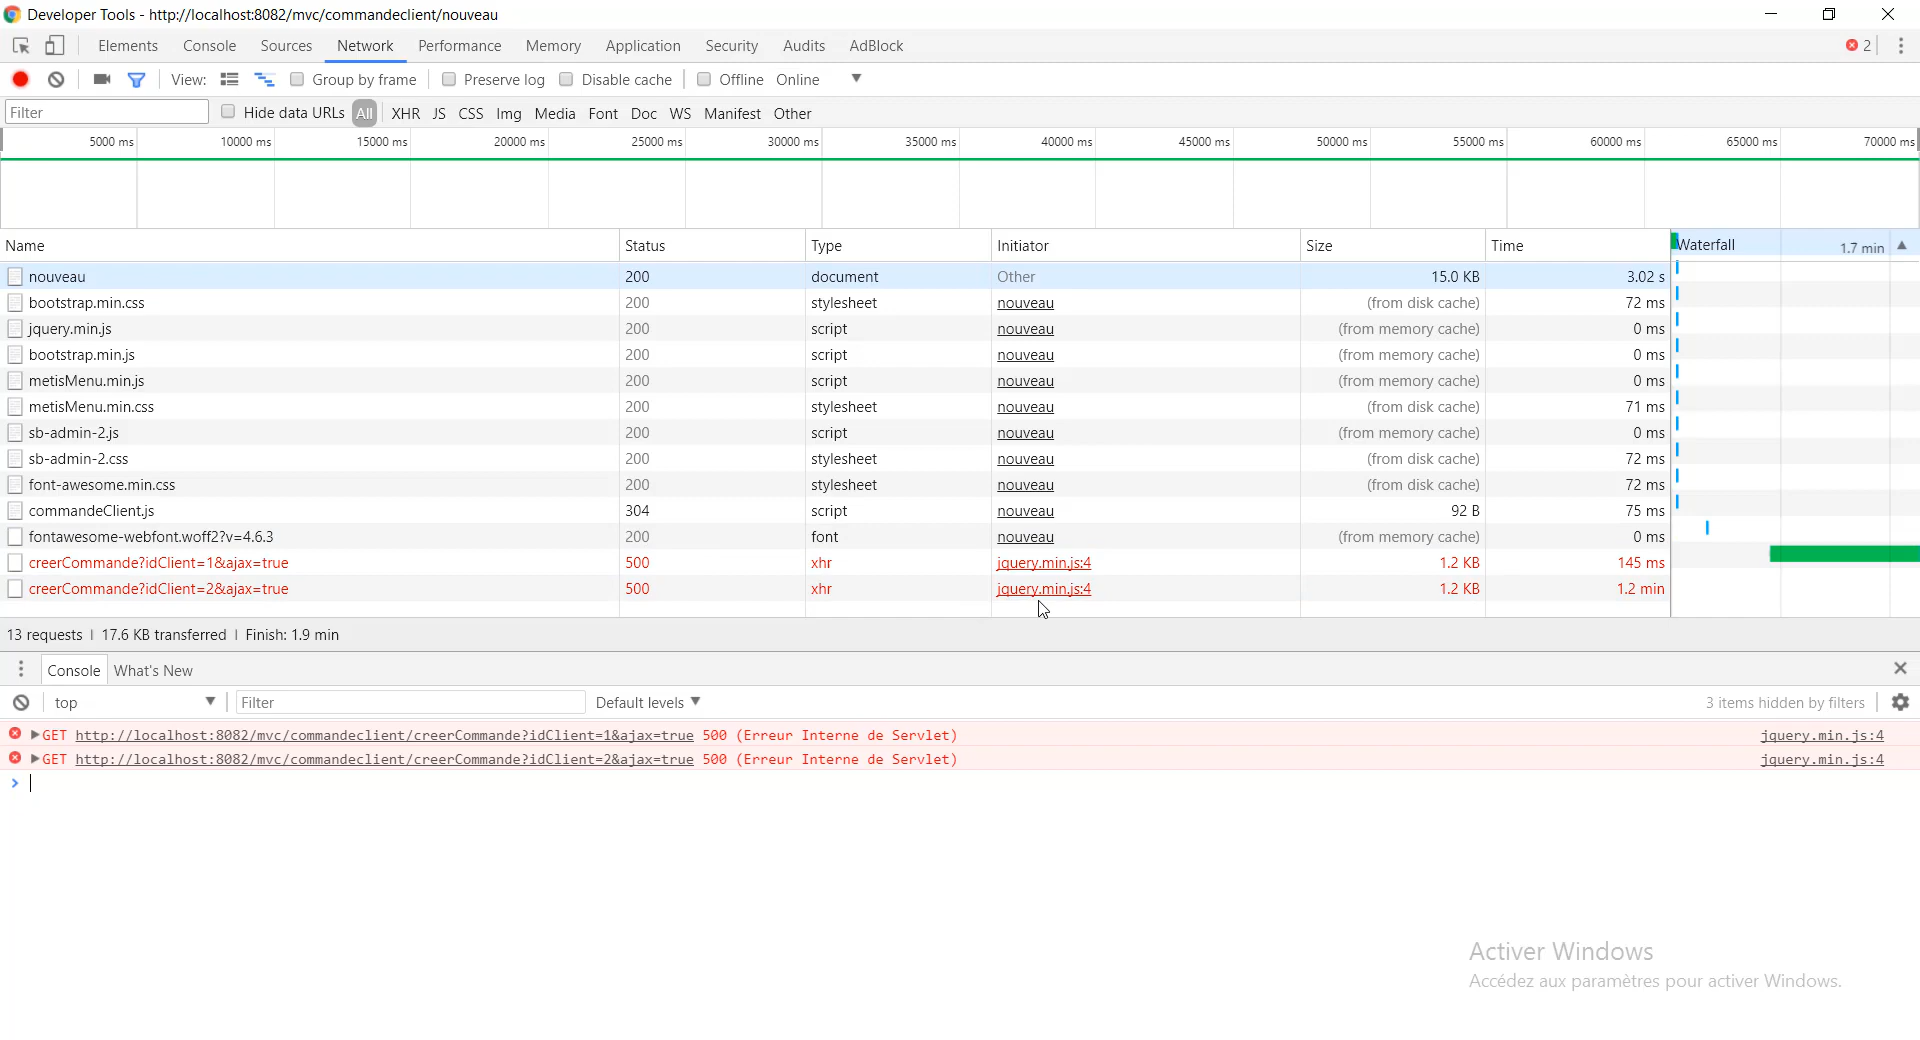 Developer Tools - http://localhost:8082/mvc/commandeclient/nouveau
Elements Console Sources Network Performance Memory Application Security Audits AdBlock 2
View: Group by frame Preserve log Disable cache Offline Online
Filter Hide data URLs All XHR JS CSS Img Media Font Doc WS Manifest Other
5000 ms 10000 ms 15000 ms 20000 ms 25000 ms 30000 ms 35000 ms 40000 ms 45000 ms 50000 ms 55000 ms 60000 ms 65000 ms 70000 ms
Name Status Type Initiator Size Time Waterfall 1.7 min
nouveau 200 document Other 15.0 KB 3.02 s
bootstrap.min.css 200 stylesheet nouveau (from disk cache) 72 ms
jquery.min.js 200 script nouveau (from memory cache) 0 ms
bootstrap.min.js 200 script nouveau (from memory cache) 0 ms
metisMenu.min.js 200 script nouveau (from memory cache) 0 ms
metisMenu.min.css 200 stylesheet nouveau (from disk cache) 71 ms
sb-admin-2.js 200 script nouveau (from memory cache) 0 ms
sb-admin-2.css 200 stylesheet nouveau (from disk cache) 72 ms
font-awesome.min.css 200 stylesheet nouveau (from disk cache) 72 ms
commandeClient.js 304 script nouveau 92 B 75 ms
fontawesome-webfont.woff2?v=4.6.3 200 font nouveau (from memory cache) 0 ms
creerCommande?idClient=1&ajax=true 500 xhr jquery.min.js:4 1.2 KB 145 ms
creerCommande?idClient=2&ajax=true 500 xhr jquery.min.js:4 1.2 KB 1.2 min
13 requests | 17.6 KB transferred | Finish: 1.9 min
Console What's New
top Filter Default levels 3 items hidden by filters
GET http://localhost:8082/mvc/commandeclient/creerCommande?idClient=1&ajax=true 500 (Erreur Interne de Servlet) jquery.min.js:4
GET http://localhost:8082/mvc/commandeclient/creerCommande?idClient=2&ajax=true 500 (Erreur Interne de Servlet) jquery.min.js:4
Activer Windows
Accédez aux paramètres pour activer Windows.